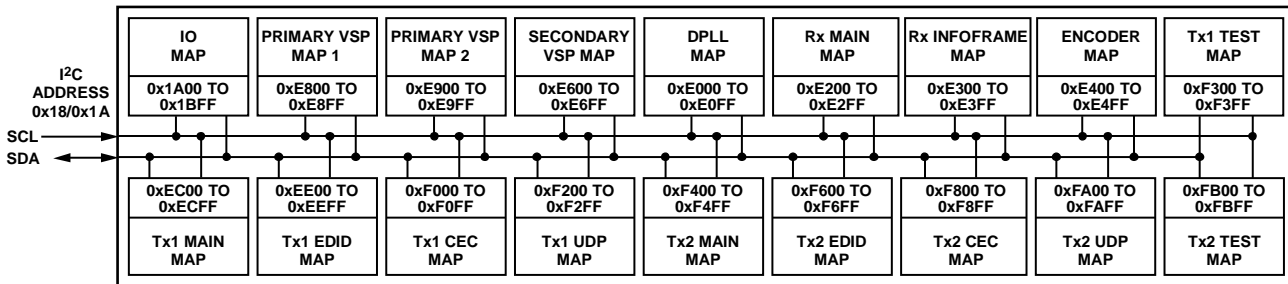 IO
MAP
PRIMARY VSP
MAP 1
PRIMARY VSP
MAP 2
SECONDARY
VSP MAP
DPLL
MAP
Rx MAIN
MAP
Rx INFOFRAME
MAP
ENCODER
MAP
Tx1 TEST
MAP
I2C
ADDRESS
0x18/0x1A
0x1A00 TO
0x1BFF
0xE800 TO
0xE8FF
0xE900 TO
0xE9FF
0xE600 TO
0xE6FF
0xE000 TO
0xE0FF
0xE200 TO
0xE2FF
0xE300 TO
0xE3FF
0xE400 TO
0xE4FF
0xF300 TO
0xF3FF
SCL
SDA
0xEC00 TO
0xECFF
0xEE00 TO
0xEEFF
0xF000 TO
0xF0FF
0xF200 TO
0xF2FF
0xF400 TO
0xF4FF
0xF600 TO
0xF6FF
0xF800 TO
0xF8FF
0xFA00 TO
0xFAFF
0xFB00 TO
0xFBFF
Tx1 MAIN
MAP
Tx1 EDID
MAP
Tx1 CEC
MAP
Tx1 UDP
MAP
Tx2 MAIN
MAP
Tx2 EDID
MAP
Tx2 CEC
MAP
Tx2 UDP
MAP
Tx2 TEST
MAP